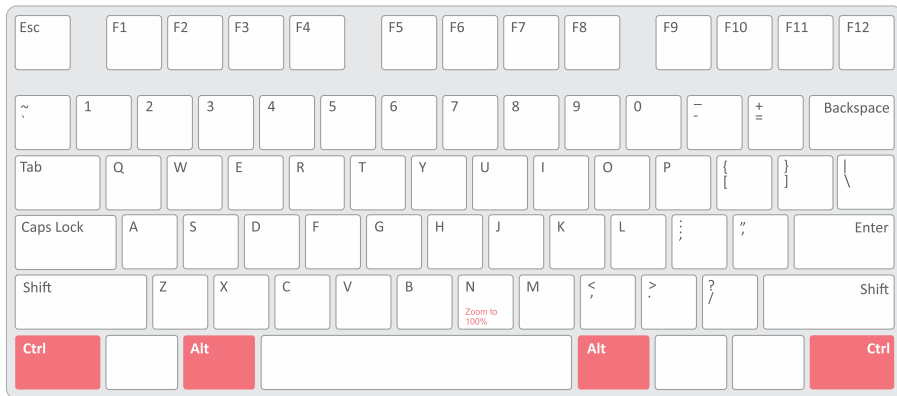 Esc F1 F2 F3 F4 F5 F6 F7 F8 F9 F10 F11 F12
~ 1 2 3 4 5 6 7 8 9 0 _ + Backspace
` - =
Tab Q W E R T Y U I O P { } |
[ ] \
Caps Lock A S D F G H J K L : " Enter
; '
Shift Z X C V B N M < > ? Shift
, . /
Zoom to
100%
Ctrl Alt Alt Ctrl